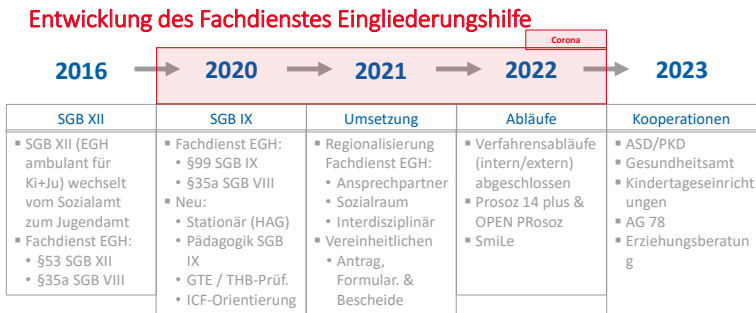 Entwicklung des Fachdienstes Eingliederungshilfe
Corona
2016
2020
2021
2022
2023
SGB XII
▪ SGB XII (EGH
ambulant für
Ki+Ju) wechselt
vom Sozialamt
zum Jugendamt
▪ Fachdienst EGH:
• §53 SGB XII
• §35a SGB VIII
SGB IX
▪ Fachdienst EGH:
• §99 SGB IX
• §35a SGB VIII
▪ Neu:
• Stationär (HAG)
• Pädagogik SGB
IX
• GTE / THB-Prüf.
• ICF-Orientierung
Umsetzung
▪ Regionalisierung
Fachdienst EGH:
• Ansprechpartner
• Sozialraum
• Interdisziplinär
▪ Vereinheitlichen
• Antrag,
Formular. &
Bescheide
Abläufe
▪ Verfahrensabläufe
(intern/extern)
abgeschlossen
▪ Prosoz 14 plus &
OPEN PRosoz
▪ SmiLe
Kooperationen
▪ ASD/PKD
▪ Gesundheitsamt
▪ Kindertageseinricht
ungen
▪ AG 78
▪ Erziehungsberatun
g